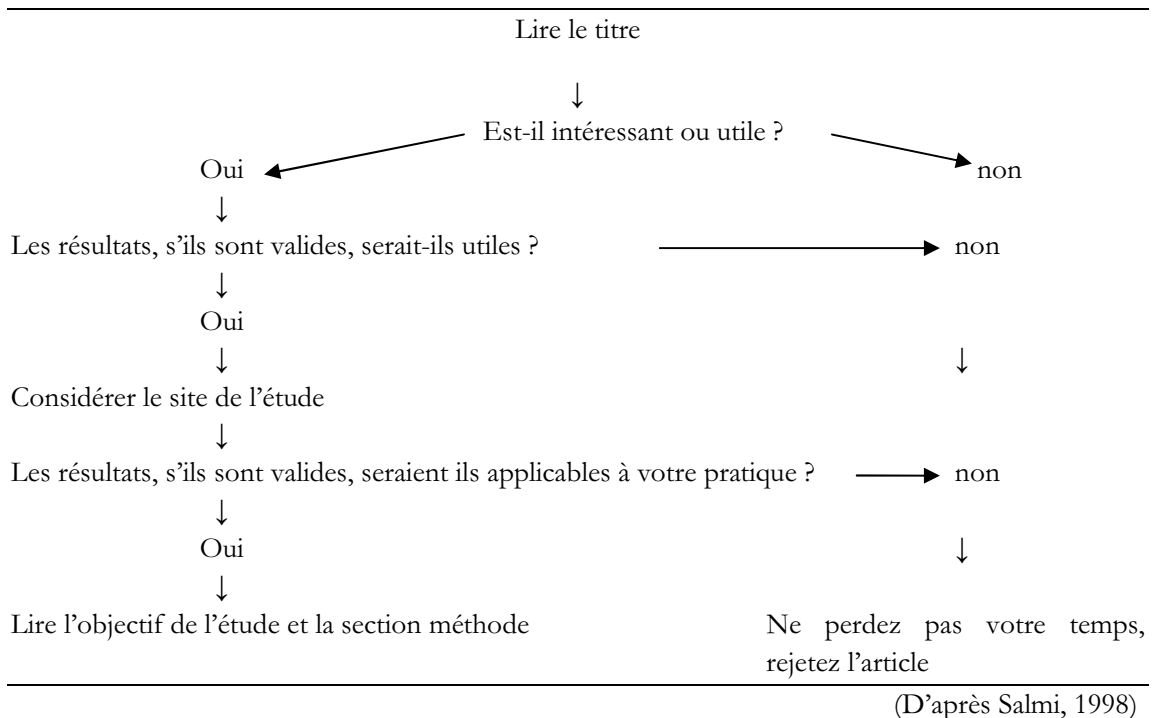 Lire le titre
↓
Est-il intéressant ou utile ?
Oui non
↓
Les résultats, s'ils sont valides, serait-ils utiles ? non
↓
Oui
↓ ↓
Considérer le site de l'étude
↓
Les résultats, s'ils sont valides, seraient ils applicables à votre pratique ? non
↓
Oui ↓
↓
Lire l'objectif de l'étude et la section méthode Ne perdez pas votre temps,
rejetez l'article
(D'après Salmi, 1998)